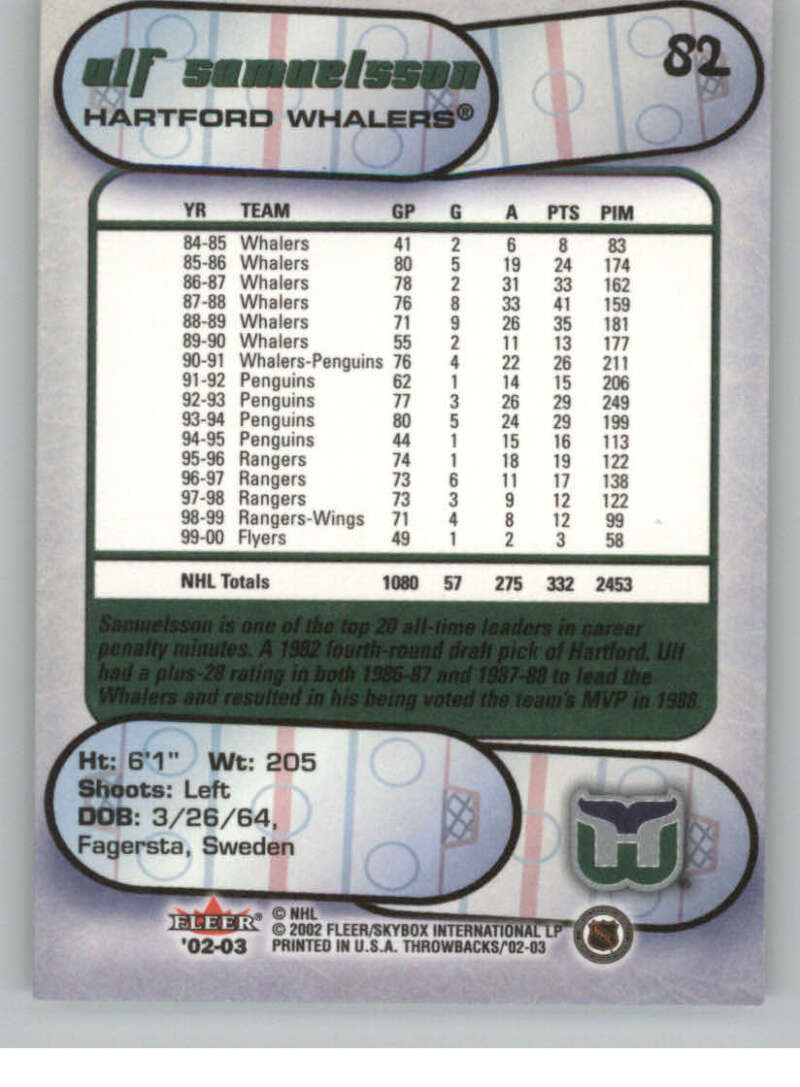 ulf samuelsson 82
HARTFORD WHALERS®
YR TEAM GP G A PTS PIM
84-85 Whalers 41 2 6 8 83
85-86 Whalers 80 5 19 24 174
86-87 Whalers 78 2 31 33 162
87-88 Whalers 76 8 33 41 159
88-89 Whalers 71 9 26 35 181
89-90 Whalers 55 2 11 13 177
90-91 Whalers-Penguins 76 4 22 26 211
91-92 Penguins 62 1 14 15 206
92-93 Penguins 77 3 26 29 249
93-94 Penguins 80 5 24 29 199
94-95 Penguins 44 1 15 16 113
95-96 Rangers 74 1 18 19 122
96-97 Rangers 73 6 11 17 138
97-98 Rangers 73 3 9 12 122
98-99 Rangers-Wings 71 4 8 12 99
99-00 Flyers 49 1 2 3 58
NHL Totals 1080 57 275 332 2453
Samuelsson is one of the top 20 all-time leaders in career
penalty minutes. A 1982 fourth-round draft pick of Hartford, Ulf
had a plus-28 rating in both 1986-87 and 1987-88 to lead the
Whalers and resulted in his being voted the team's MVP in 1988.
Ht: 6'1" Wt: 205
Shoots: Left
DOB: 3/26/64,
Fagersta, Sweden
FLEER®
'02-03
© NHL
© 2002 FLEER/SKYBOX INTERNATIONAL LP
PRINTED IN U.S.A. THROWBACKS/'02-03